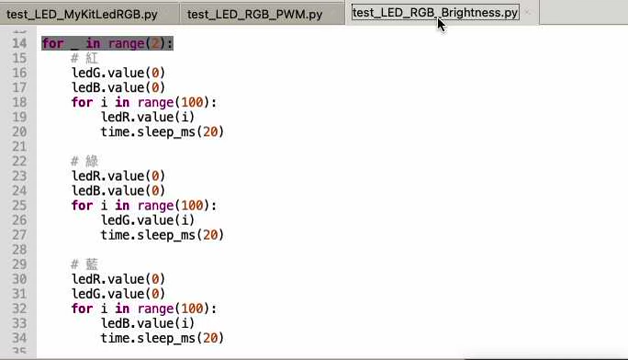 test_LED_MyKitLedRGB.py
test_LED_RGB_PWM.py
test_LED_RGB_Brightness.py
14 for _ in range(2):
15 # 紅
16 ledG.value(0)
17 ledB.value(0)
18 for i in range(100):
19 ledR.value(i)
20 time.sleep_ms(20)
21
22 # 綠
23 ledR.value(0)
24 ledB.value(0)
25 for i in range(100):
26 ledG.value(i)
27 time.sleep_ms(20)
28
29 # 藍
30 ledR.value(0)
31 ledG.value(0)
32 for i in range(100):
33 ledB.value(i)
34 time.sleep_ms(20)
35